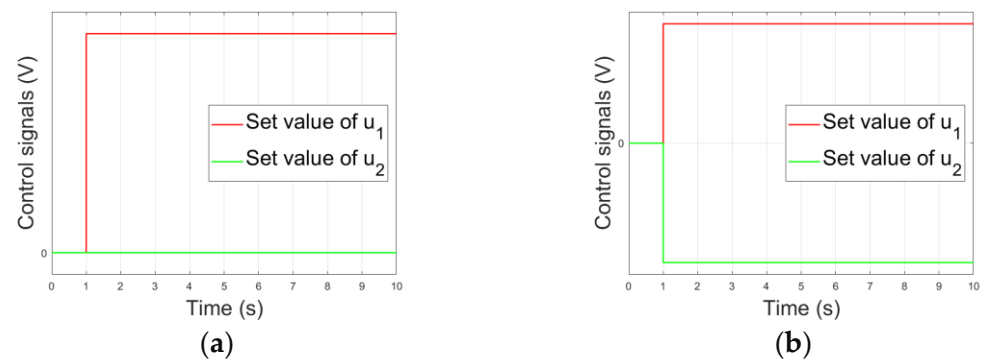 Control signals (V)
Set value of u1
Set value of u2
0
0 1 2 3 4 5 6 7 8 9 10
Time (s)
(a)
Control signals (V)
Set value of u1
Set value of u2
0
0 1 2 3 4 5 6 7 8 9 10
Time (s)
(b)